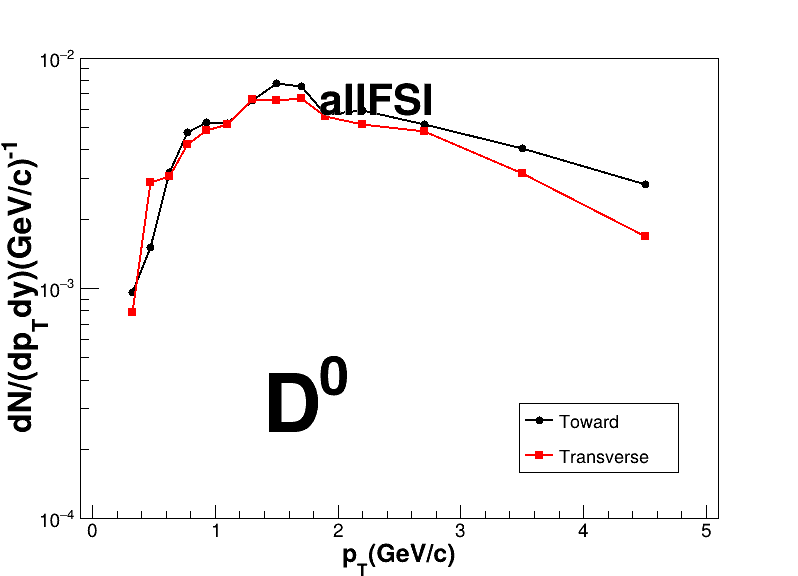 10⁻²
allFSI
dN/(dp_T dy)(GeV/c)⁻¹
10⁻³
D⁰
Toward
Transverse
10⁻⁴
0 1 2 3 4 5
p_T(GeV/c)